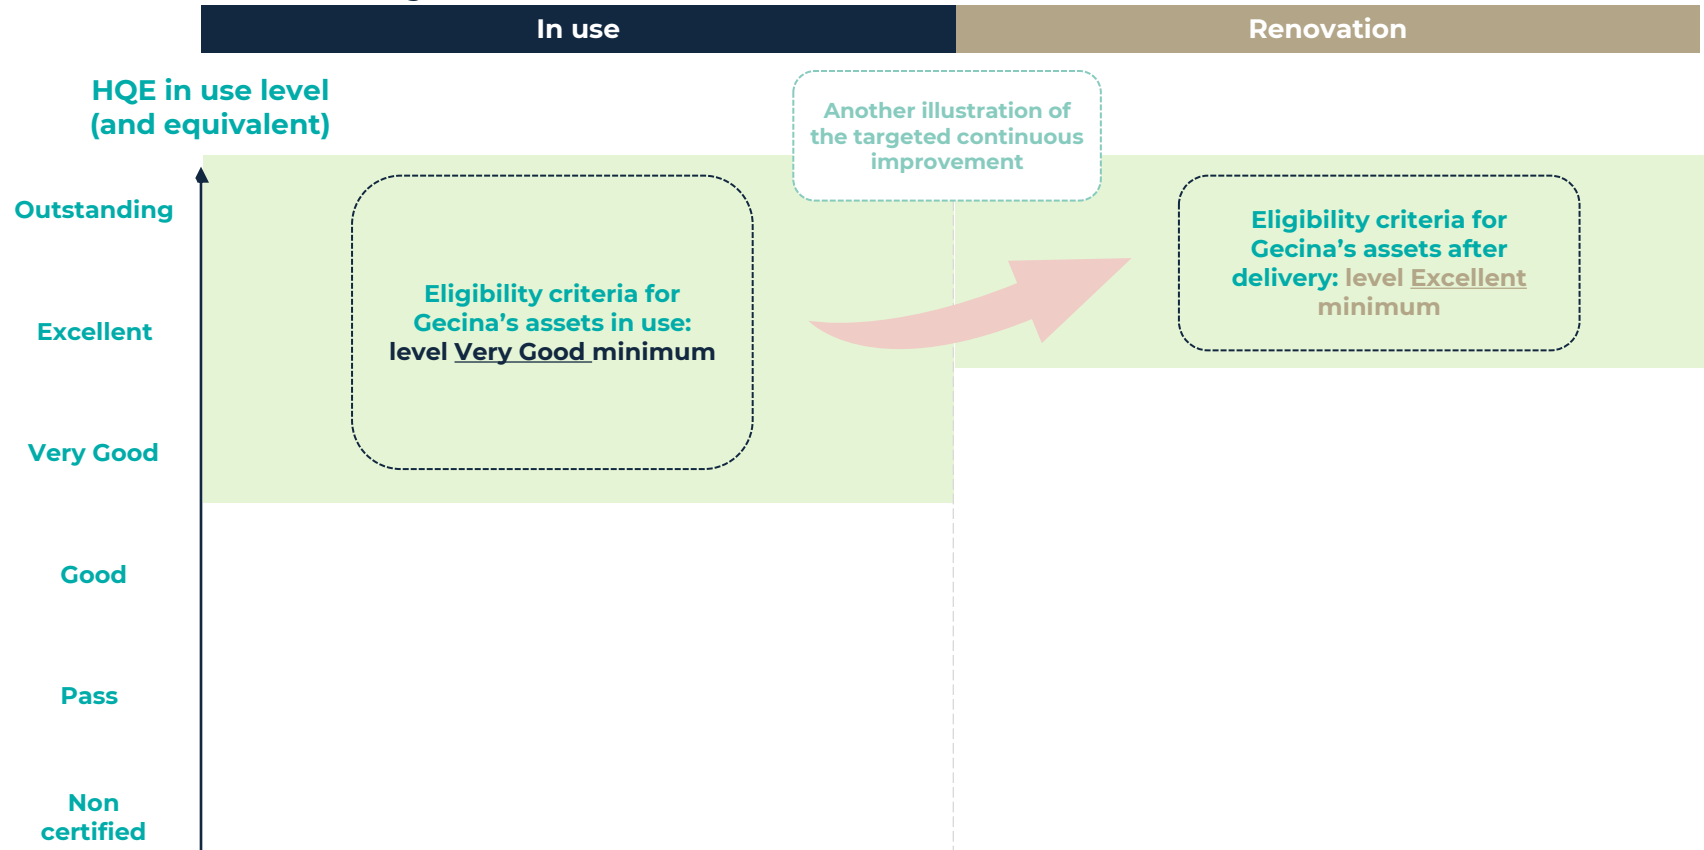 In use
Renovation
HQE in use level
(and equivalent)
Another illustration of
the targeted continuous
improvement
Outstanding
Excellent
Very Good
Good
Pass
Non
certified
Eligibility criteria for
Gecina’s assets in use:
level Very Good minimum
Eligibility criteria for
Gecina’s assets after
delivery: level Excellent
minimum